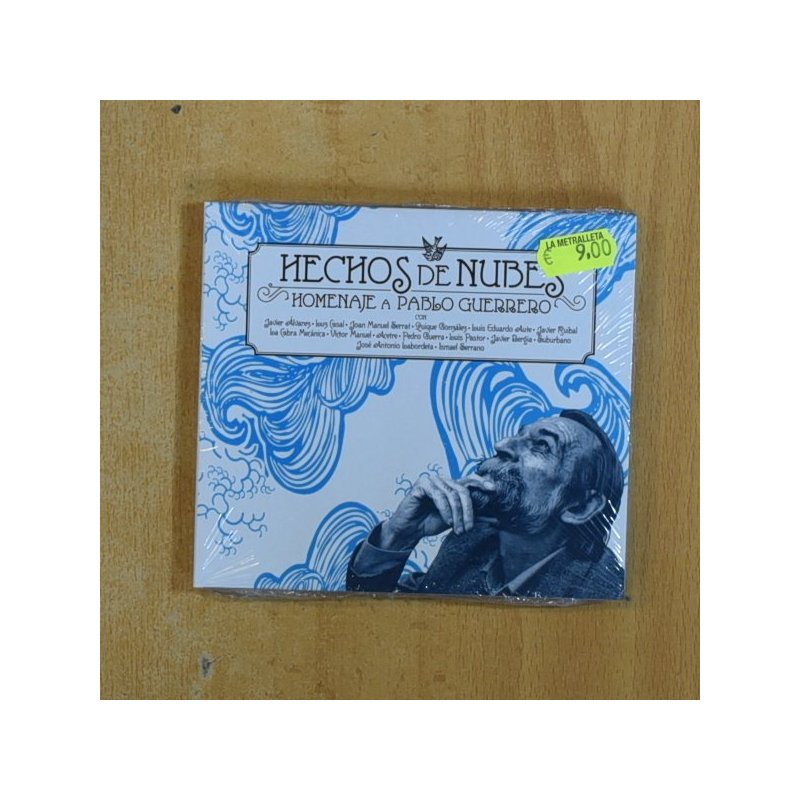 LA METRALLETA
€ 9,00
HECHOS DE NUBES
HOMENAJE A PABLO GUERRERO
CON
Javier Álvarez • Luz Casal • Joan Manuel Serrat • Quique González • Luis Eduardo Aute • Javier Ruibal
La Cabra Mecánica • Víctor Manuel • Acetre • Pedro Guerra • Luis Pastor • Javier Bergia • Suburbano
José Antonio Labordeta • Ismael Serrano